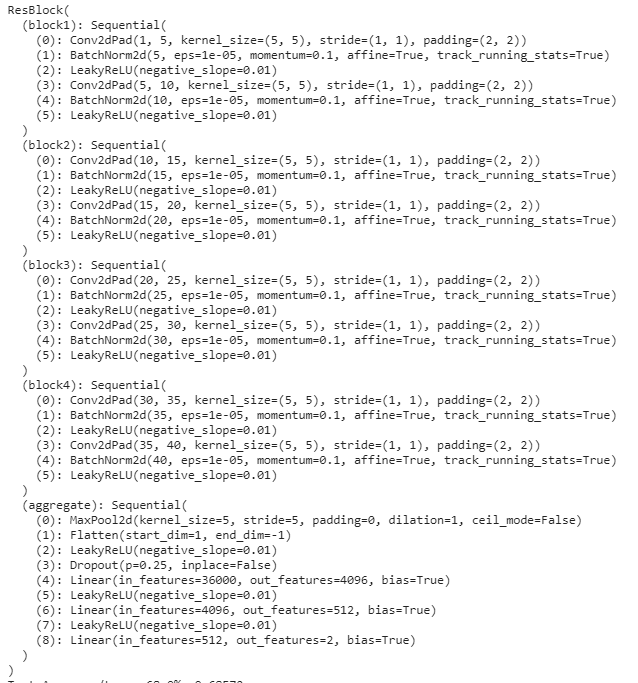 ResBlock(
  (block1): Sequential(
    (0): Conv2dPad(1, 5, kernel_size=(5, 5), stride=(1, 1), padding=(2, 2))
    (1): BatchNorm2d(5, eps=1e-05, momentum=0.1, affine=True, track_running_stats=True)
    (2): LeakyReLU(negative_slope=0.01)
    (3): Conv2dPad(5, 10, kernel_size=(5, 5), stride=(1, 1), padding=(2, 2))
    (4): BatchNorm2d(10, eps=1e-05, momentum=0.1, affine=True, track_running_stats=True)
    (5): LeakyReLU(negative_slope=0.01)
  )
  (block2): Sequential(
    (0): Conv2dPad(10, 15, kernel_size=(5, 5), stride=(1, 1), padding=(2, 2))
    (1): BatchNorm2d(15, eps=1e-05, momentum=0.1, affine=True, track_running_stats=True)
    (2): LeakyReLU(negative_slope=0.01)
    (3): Conv2dPad(15, 20, kernel_size=(5, 5), stride=(1, 1), padding=(2, 2))
    (4): BatchNorm2d(20, eps=1e-05, momentum=0.1, affine=True, track_running_stats=True)
    (5): LeakyReLU(negative_slope=0.01)
  )
  (block3): Sequential(
    (0): Conv2dPad(20, 25, kernel_size=(5, 5), stride=(1, 1), padding=(2, 2))
    (1): BatchNorm2d(25, eps=1e-05, momentum=0.1, affine=True, track_running_stats=True)
    (2): LeakyReLU(negative_slope=0.01)
    (3): Conv2dPad(25, 30, kernel_size=(5, 5), stride=(1, 1), padding=(2, 2))
    (4): BatchNorm2d(30, eps=1e-05, momentum=0.1, affine=True, track_running_stats=True)
    (5): LeakyReLU(negative_slope=0.01)
  )
  (block4): Sequential(
    (0): Conv2dPad(30, 35, kernel_size=(5, 5), stride=(1, 1), padding=(2, 2))
    (1): BatchNorm2d(35, eps=1e-05, momentum=0.1, affine=True, track_running_stats=True)
    (2): LeakyReLU(negative_slope=0.01)
    (3): Conv2dPad(35, 40, kernel_size=(5, 5), stride=(1, 1), padding=(2, 2))
    (4): BatchNorm2d(40, eps=1e-05, momentum=0.1, affine=True, track_running_stats=True)
    (5): LeakyReLU(negative_slope=0.01)
  )
  (aggregate): Sequential(
    (0): MaxPool2d(kernel_size=5, stride=5, padding=0, dilation=1, ceil_mode=False)
    (1): Flatten(start_dim=1, end_dim=-1)
    (2): LeakyReLU(negative_slope=0.01)
    (3): Dropout(p=0.25, inplace=False)
    (4): Linear(in_features=36000, out_features=4096, bias=True)
    (5): LeakyReLU(negative_slope=0.01)
    (6): Linear(in_features=4096, out_features=512, bias=True)
    (7): LeakyReLU(negative_slope=0.01)
    (8): Linear(in_features=512, out_features=2, bias=True)
  )
)